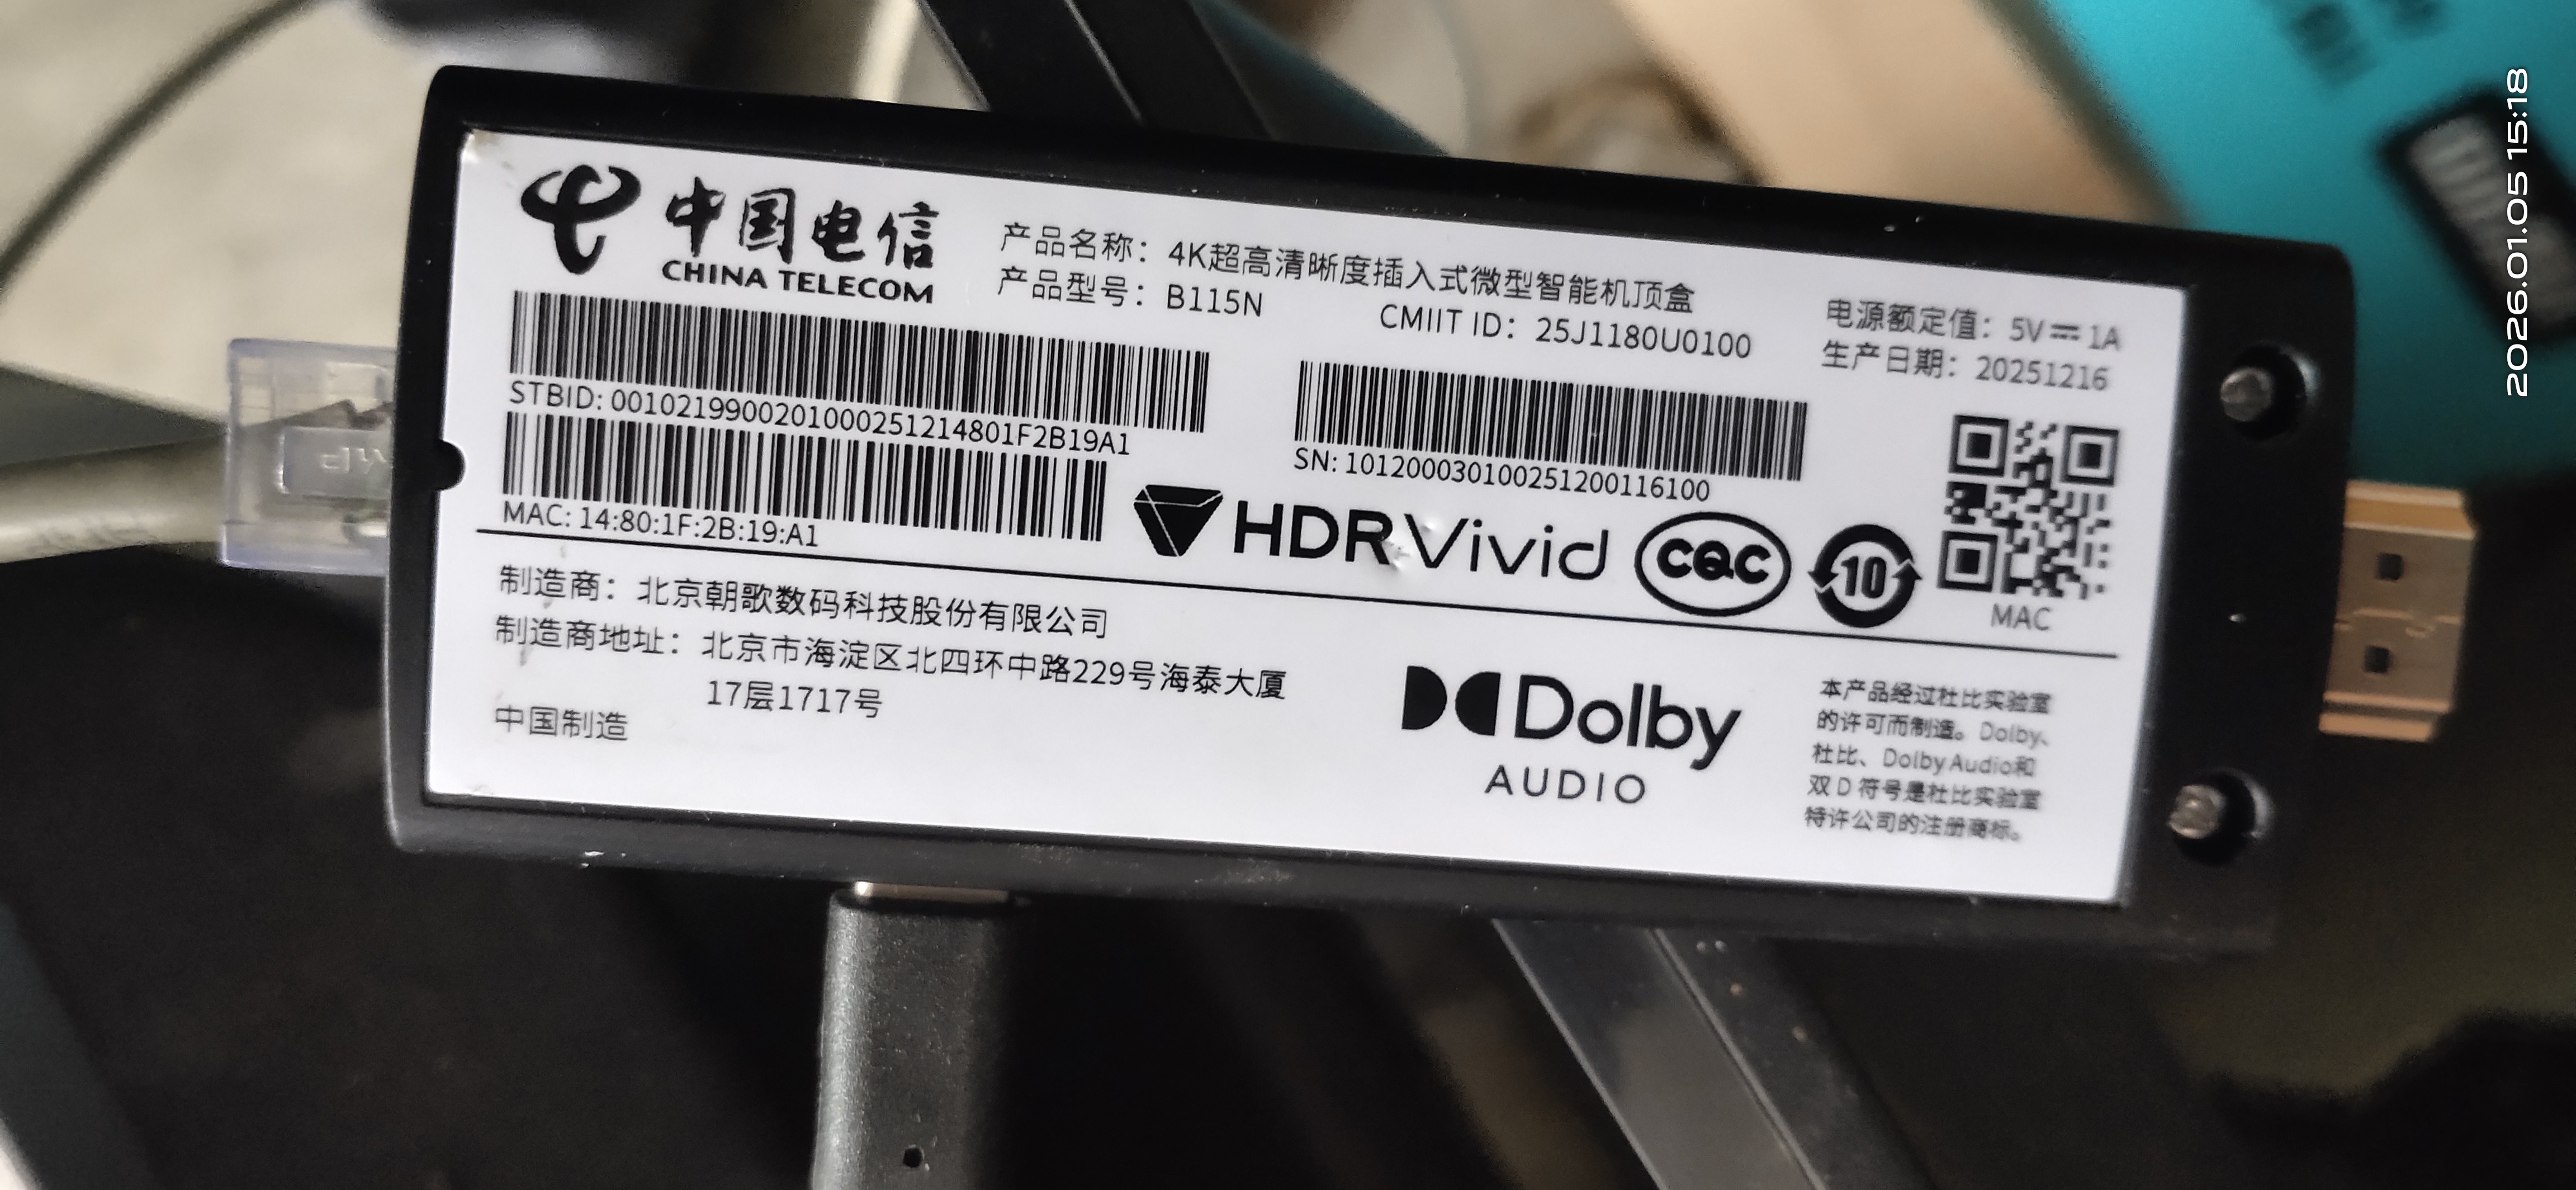 中国电信
CHINA TELECOM
产品名称：4K超高清晰度插入式微型智能机顶盒
产品型号：B115N
CMIIT ID：25J1180U0100
电源额定值：5V⎓1A
生产日期：20251216
STBID: 0010219900201000251214801F2B19A1
SN: 1012000301002512001161​00
MAC: 14:80:1F:2B:19:A1
HDR Vivid
CQC
10
MAC
制造商：北京朝歌数码科技股份有限公司
制造商地址：北京市海淀区北四环中路229号海泰大厦
17层1717号
中国制造
Dolby
AUDIO
本产品经过杜比实验室
的许可而制造。Dolby、
杜比、Dolby Audio和
双 D 符号是杜比实验室
特许公司的注册商标。
2026.01.05 15:18